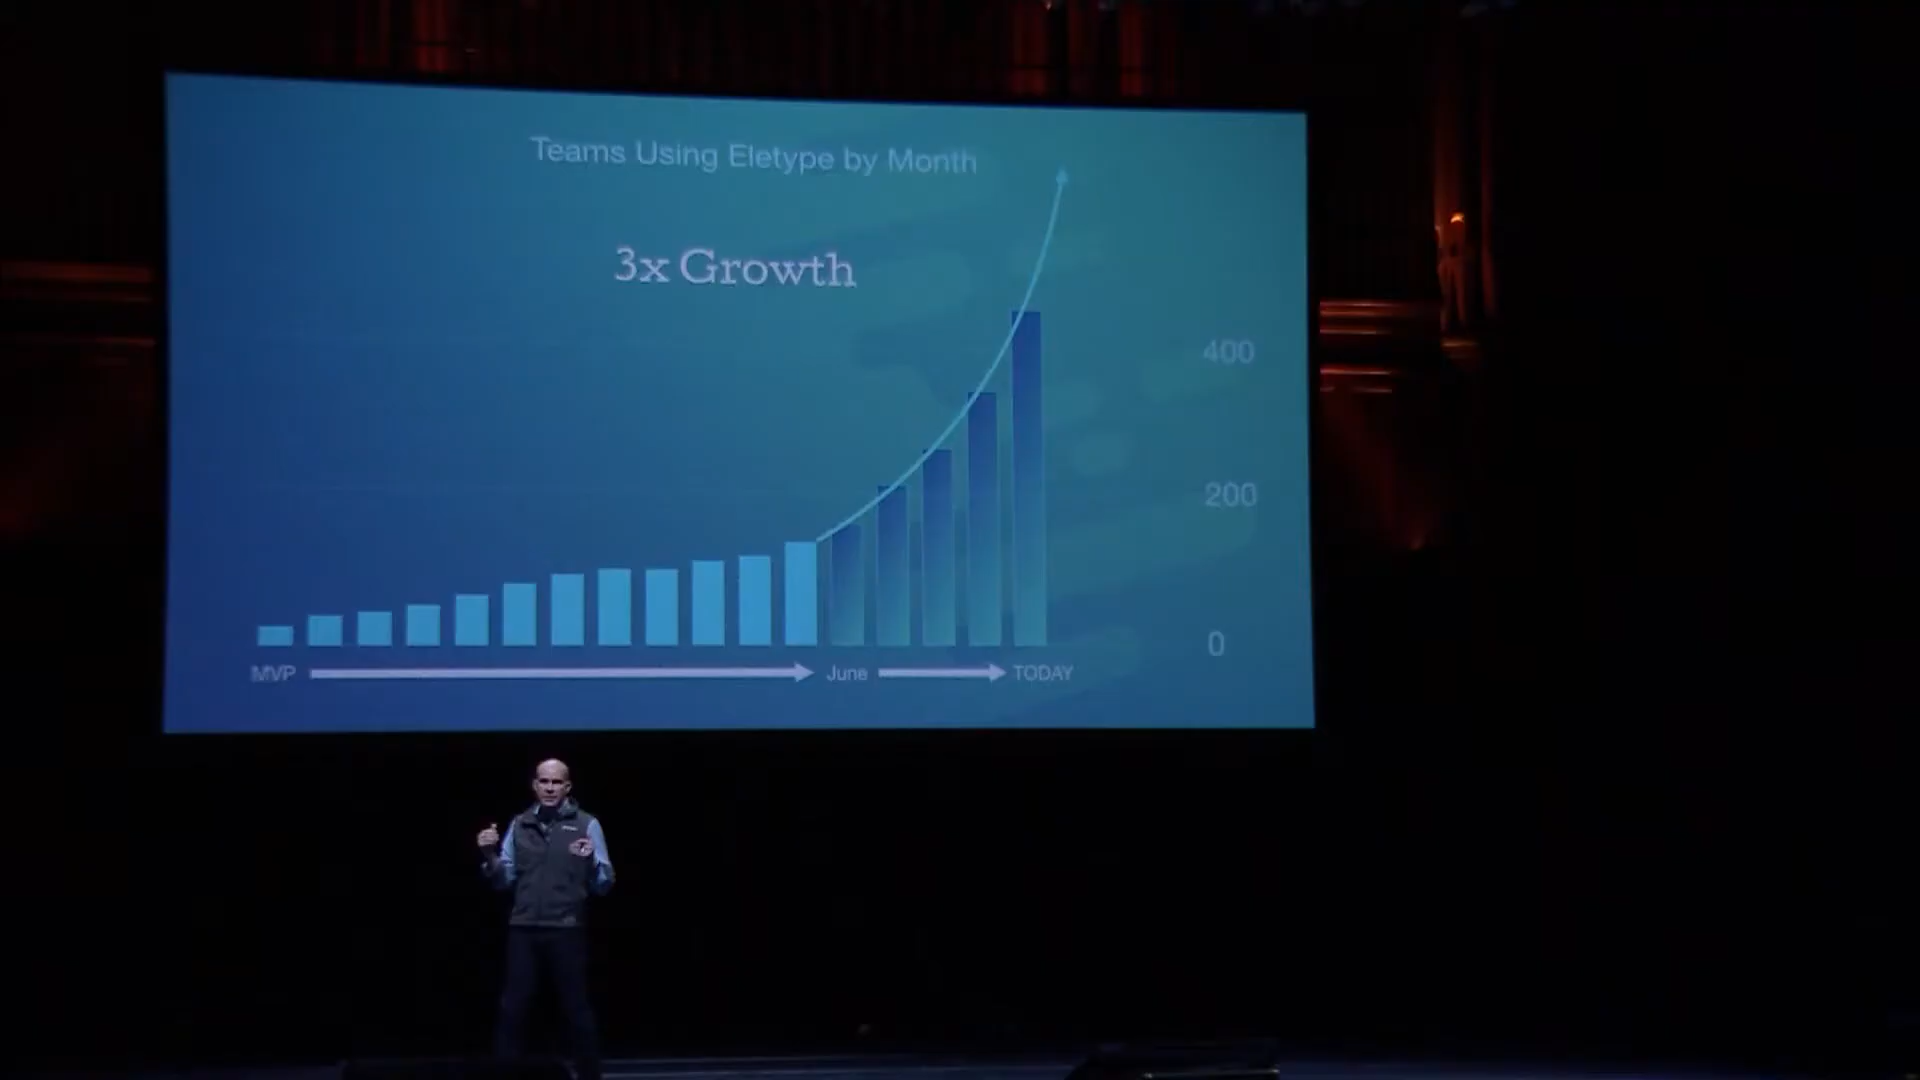 Teams Using Eletype by Month
3x Growth
400
200
0
MVP June TODAY